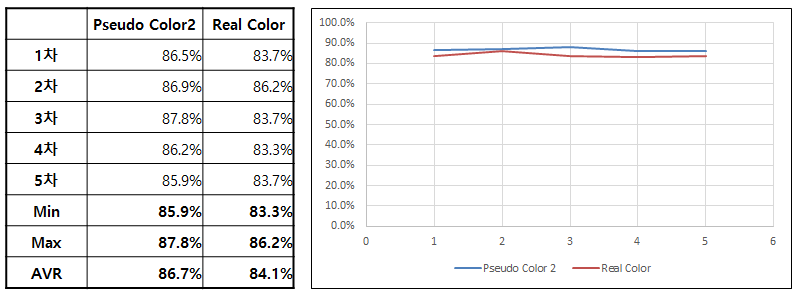 Pseudo Color2 Real Color
1차 86.5% 83.7%
2차 86.9% 86.2%
3차 87.8% 83.7%
4차 86.2% 83.3%
5차 85.9% 83.7%
Min 85.9% 83.3%
Max 87.8% 86.2%
AVR 86.7% 84.1%
100.0%
90.0%
80.0%
70.0%
60.0%
50.0%
40.0%
30.0%
20.0%
10.0%
0.0%
0 1 2 3 4 5 6
Pseudo Color 2 Real Color